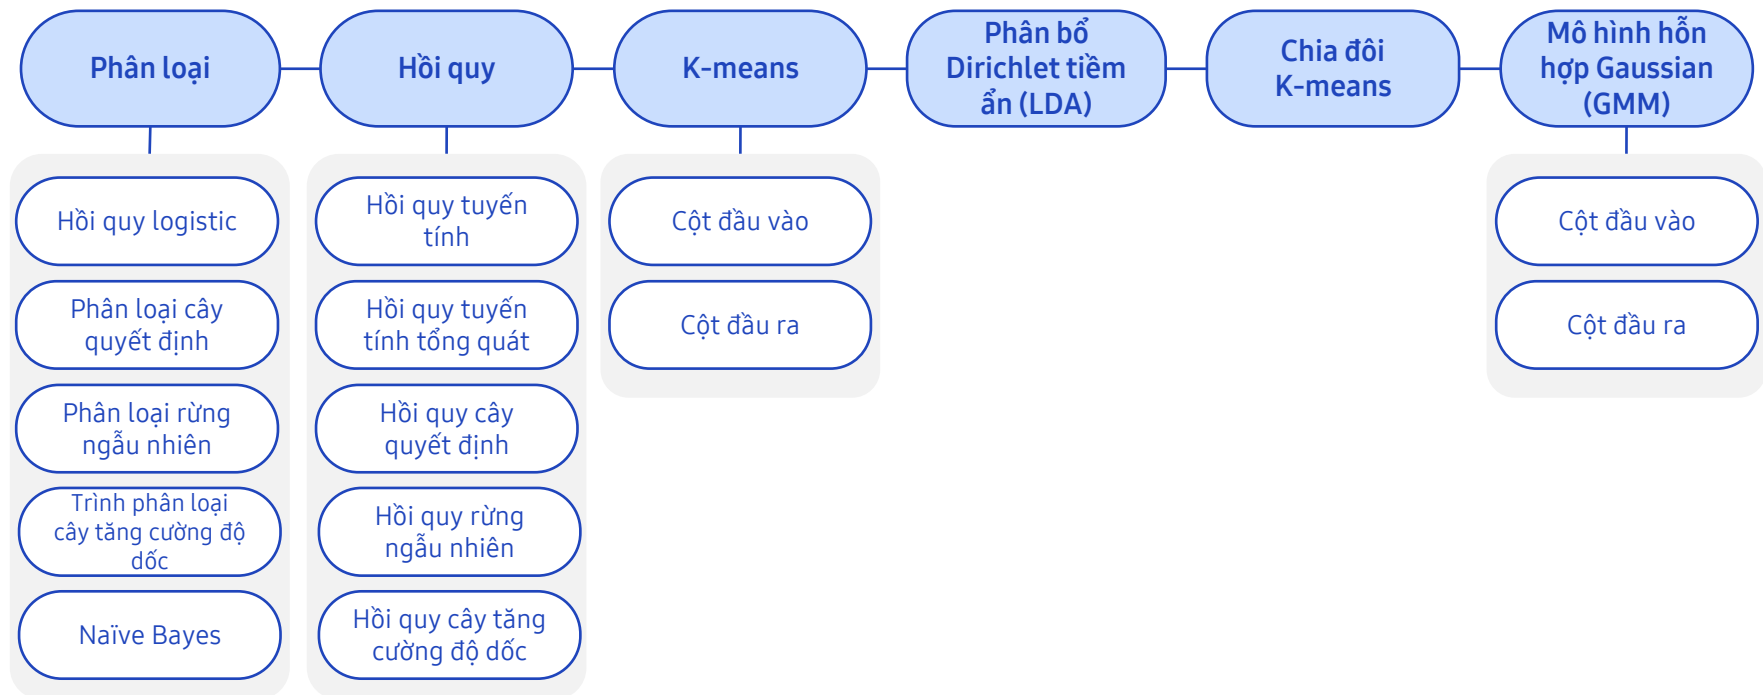 Phân loại
Hồi quy
K-means
Phân bổ
Dirichlet tiềm
ẩn (LDA)
Chia đôi
K-means
Mô hình hỗn
hợp Gaussian
(GMM)
Hồi quy logistic
Phân loại cây
quyết định
Phân loại rừng
ngẫu nhiên
Trình phân loại
cây tăng cường độ
dốc
Naïve Bayes
Hồi quy tuyến
tính
Hồi quy tuyến
tính tổng quát
Hồi quy cây
quyết định
Hồi quy rừng
ngẫu nhiên
Hồi quy cây tăng
cường độ dốc
Cột đầu vào
Cột đầu ra
Cột đầu vào
Cột đầu ra